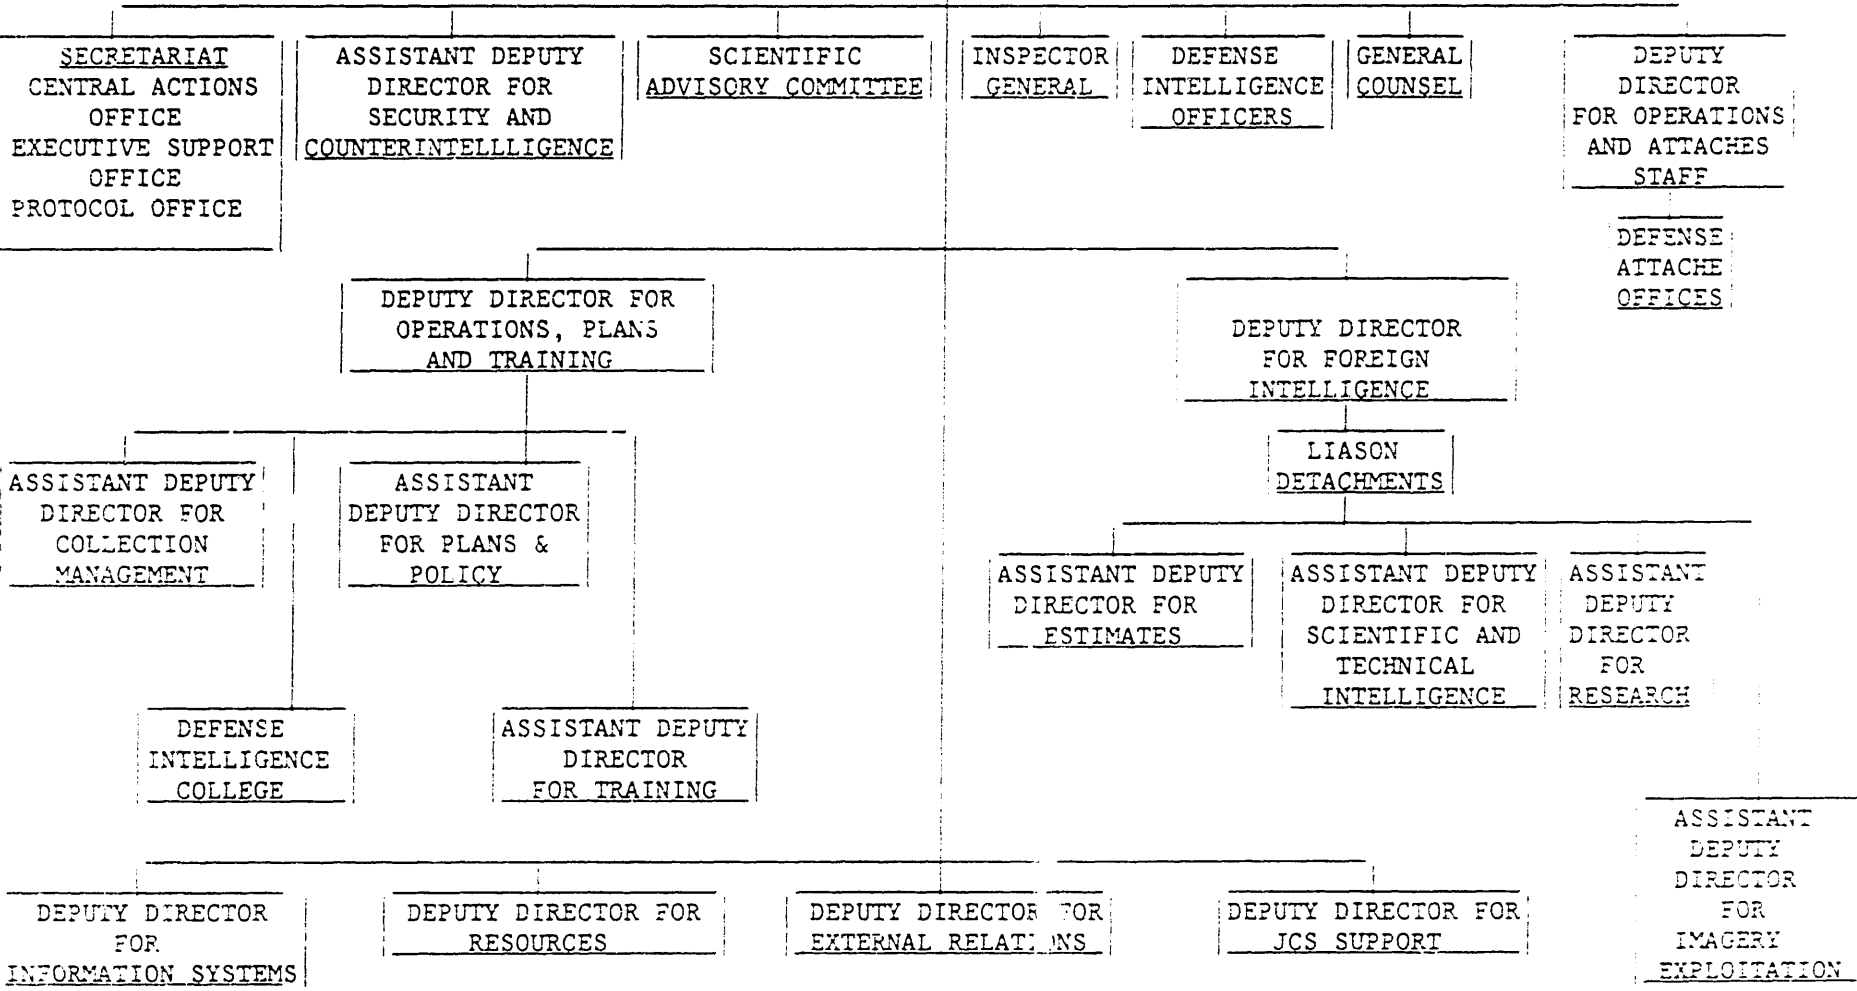 SECRETARIAT
CENTRAL ACTIONS
OFFICE
EXECUTIVE SUPPORT
OFFICE
PROTOCOL OFFICE
ASSISTANT DEPUTY
DIRECTOR FOR
SECURITY AND
COUNTERINTELLLIGENCE
SCIENTIFIC
ADVISORY COMMITTEE
INSPECTOR
GENERAL
DEFENSE
INTELLIGENCE
OFFICERS
GENERAL
COUNSEL
DEPUTY
DIRECTOR
FOR OPERATIONS
AND ATTACHES
STAFF
DEFENSE
ATTACHE
OFFICES
DEPUTY DIRECTOR FOR
OPERATIONS, PLANS
AND TRAINING
DEPUTY DIRECTOR
FOR FOREIGN
INTELLIGENCE
LIASON
DETACHMENTS
ASSISTANT DEPUTY
DIRECTOR FOR
COLLECTION
MANAGEMENT
ASSISTANT
DEPUTY DIRECTOR
FOR PLANS &
POLICY
ASSISTANT DEPUTY
DIRECTOR FOR
ESTIMATES
ASSISTANT DEPUTY
DIRECTOR FOR
SCIENTIFIC AND
TECHNICAL
INTELLIGENCE
ASSISTANT
DEPUTY
DIRECTOR
FOR
RESEARCH
DEFENSE
INTELLIGENCE
COLLEGE
ASSISTANT DEPUTY
DIRECTOR
FOR TRAINING
ASSISTANT
DEPUTY
DIRECTOR
FOR
IMAGERY
EXPLOITATION
DEPUTY DIRECTOR
FOR
INFORMATION SYSTEMS
DEPUTY DIRECTOR FOR
RESOURCES
DEPUTY DIRECTOR FOR
EXTERNAL RELATIONS
DEPUTY DIRECTOR FOR
JCS SUPPORT